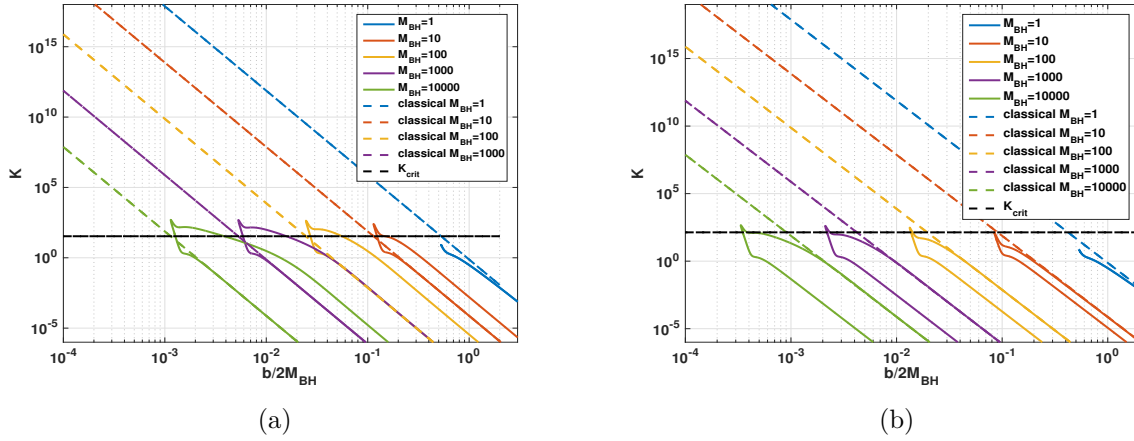 10^15
10^10
10^5
10^0
10^-5
K
10^-4
10^-3
10^-2
10^-1
10^0
b/2M_BH
M_BH=1
M_BH=10
M_BH=100
M_BH=1000
M_BH=10000
classical M_BH=1
classical M_BH=10
classical M_BH=100
classical M_BH=1000
K_crit
(a)
10^15
10^10
10^5
10^0
10^-5
K
10^-4
10^-3
10^-2
10^-1
10^0
b/2M_BH
M_BH=1
M_BH=10
M_BH=100
M_BH=1000
M_BH=10000
classical M_BH=1
classical M_BH=10
classical M_BH=100
classical M_BH=1000
classical M_BH=10000
K_crit
(b)